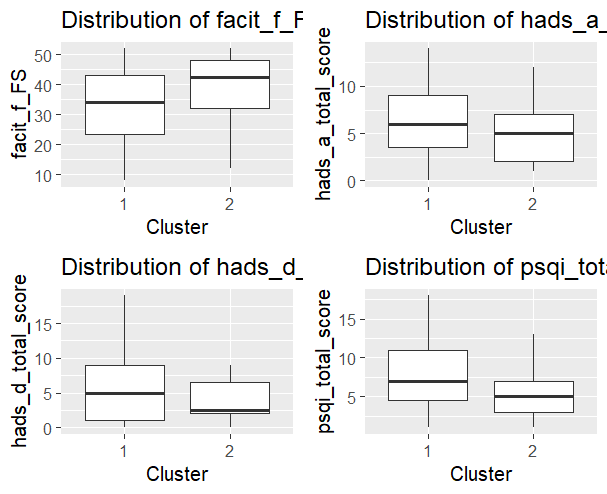 Distribution of facit_f_F
facit_f_FS
50
40
30
20
10
1 2
Cluster
Distribution of hads_a_
hads_a_total_score
10
5
0
1 2
Cluster
Distribution of hads_d_
hads_d_total_score
15
10
5
0
1 2
Cluster
Distribution of psqi_tota
psqi_total_score
15
10
5
1 2
Cluster